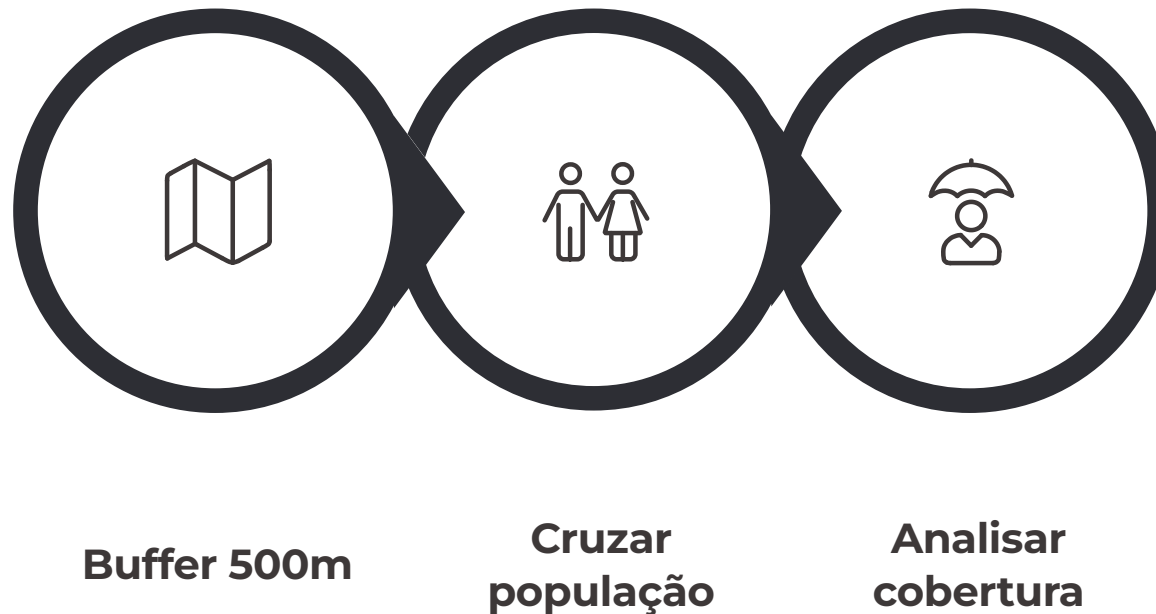 Buffer 500m
Cruzar
população
Analisar
cobertura